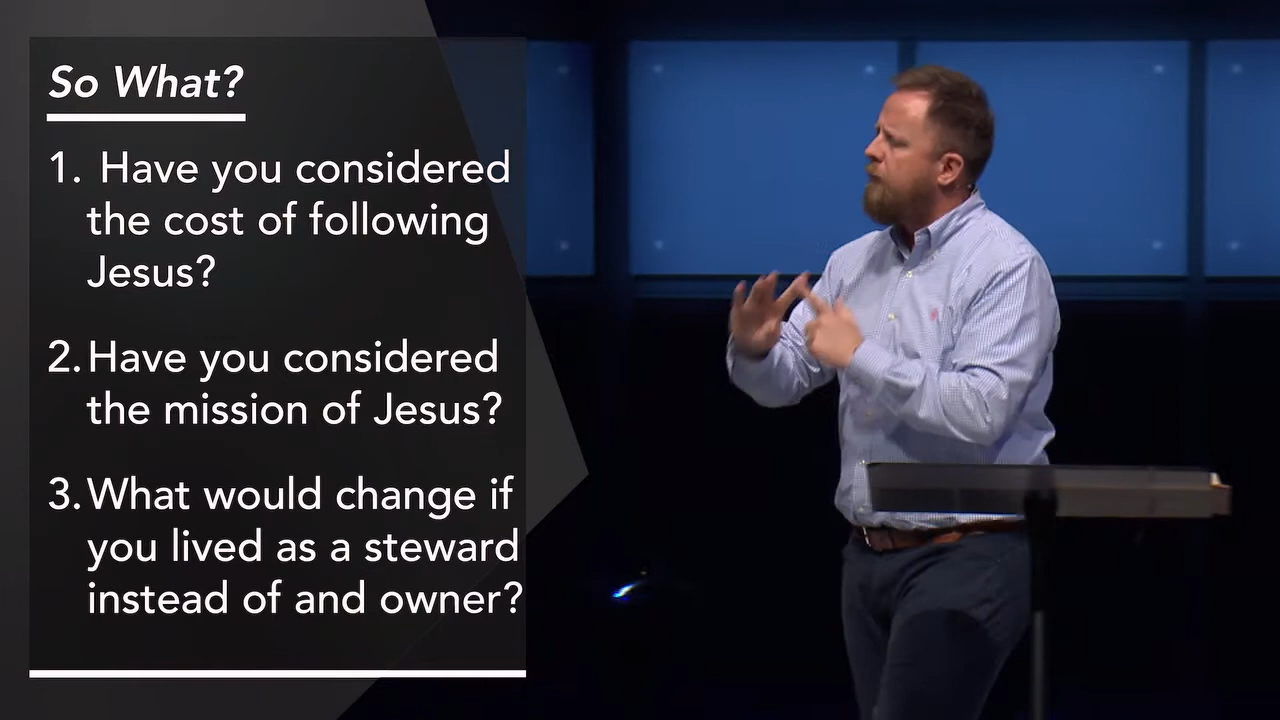 So What?
1. Have you considered
the cost of following
Jesus?
2. Have you considered
the mission of Jesus?
3. What would change if
you lived as a steward
instead of and owner?